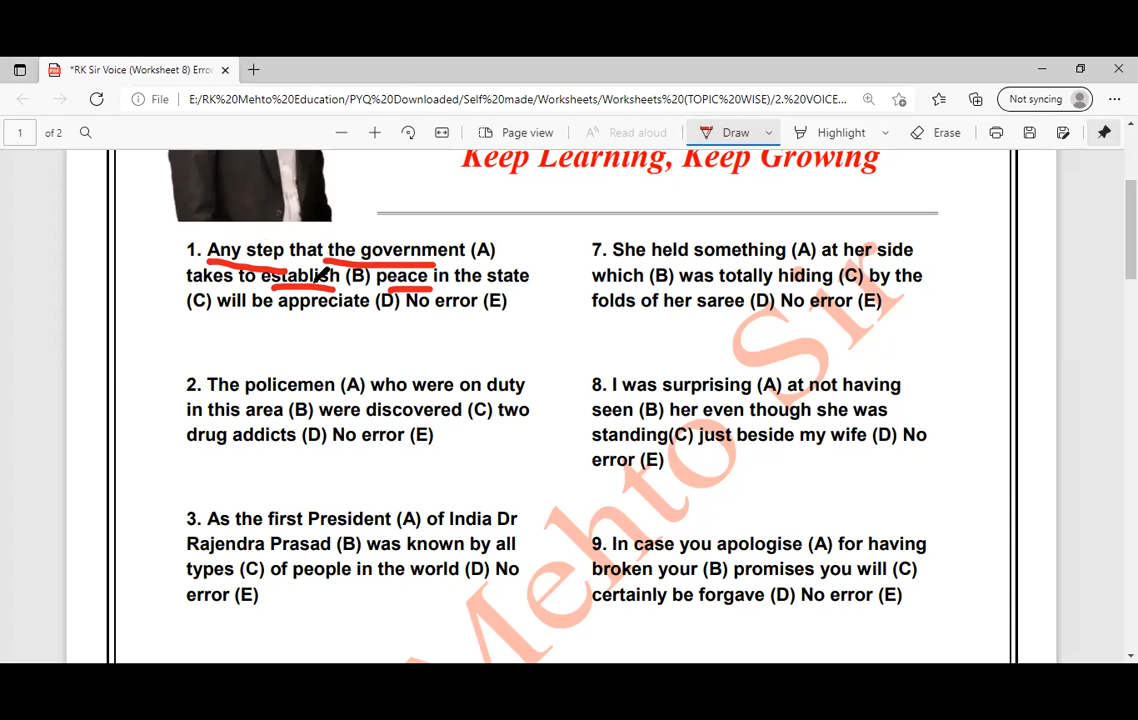 *RK Sir Voice (Worksheet 8) Erro
File
E:/RK%20Mehto%20Education/PYQ%20Downloaded/Self%20made/Worksheets/Worksheets%20(TOPIC%20WISE)/2.%20VOICE...
Not syncing
1
of 2
Page view
Read aloud
Draw
Highlight
Erase
Keep Learning, Keep Growing
1. Any step that the government (A)
takes to establish (B) peace in the state
(C) will be appreciate (D) No error (E)
2. The policemen (A) who were on duty
in this area (B) were discovered (C) two
drug addicts (D) No error (E)
3. As the first President (A) of India Dr
Rajendra Prasad (B) was known by all
types (C) of people in the world (D) No
error (E)
7. She held something (A) at her side
which (B) was totally hiding (C) by the
folds of her saree (D) No error (E)
8. I was surprising (A) at not having
seen (B) her even though she was
standing(C) just beside my wife (D) No
error (E)
9. In case you apologise (A) for having
broken your (B) promises you will (C)
certainly be forgave (D) No error (E)
Mehto Sir